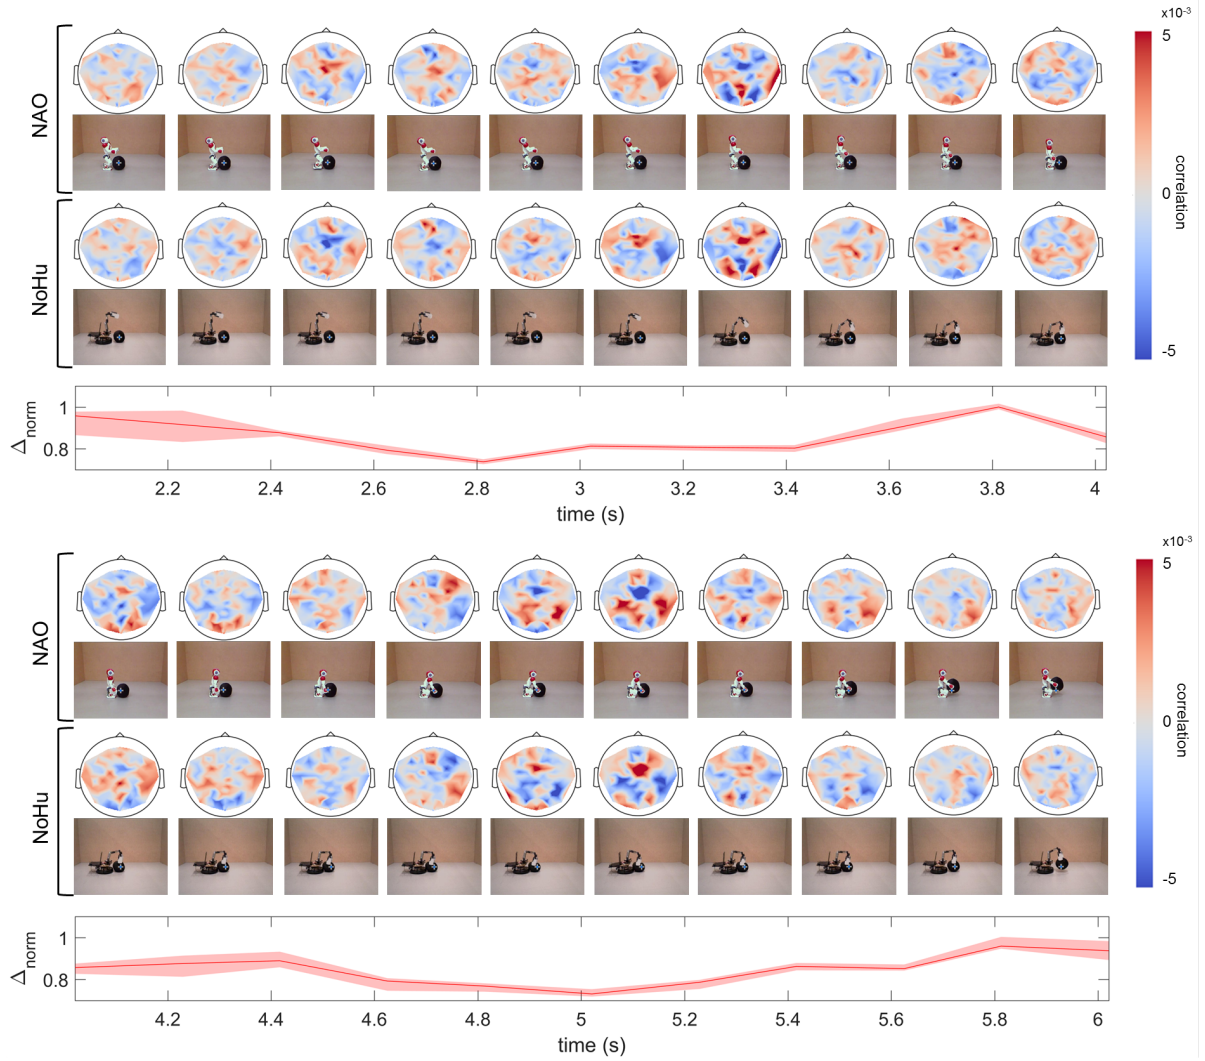 x10⁻³
5
0
-5
correlation
NAO
NoHu
Δnorm
1
0.8
2.2 2.4 2.6 2.8 3 3.2 3.4 3.6 3.8 4
time (s)
x10⁻³
5
0
-5
correlation
NAO
NoHu
Δnorm
1
0.8
4.2 4.4 4.6 4.8 5 5.2 5.4 5.6 5.8 6
time (s)